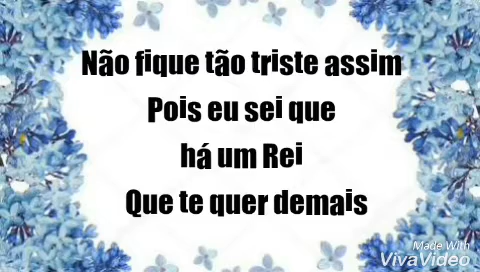 Não fique tão triste assim
Pois eu sei que
há um Rei
Que te quer demais
Made With
VivaVideo